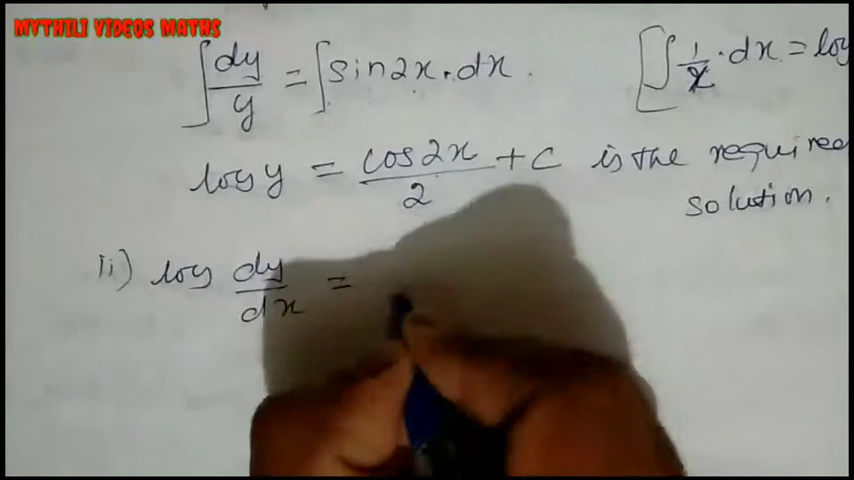 MYTHILI VIDEOS MATHS
∫ dy/y = ∫ sin2x · dx . [∫ 1/x · dx = log
log y = cos2x/2 + c is the require
solution.
ii) log dy/dx =